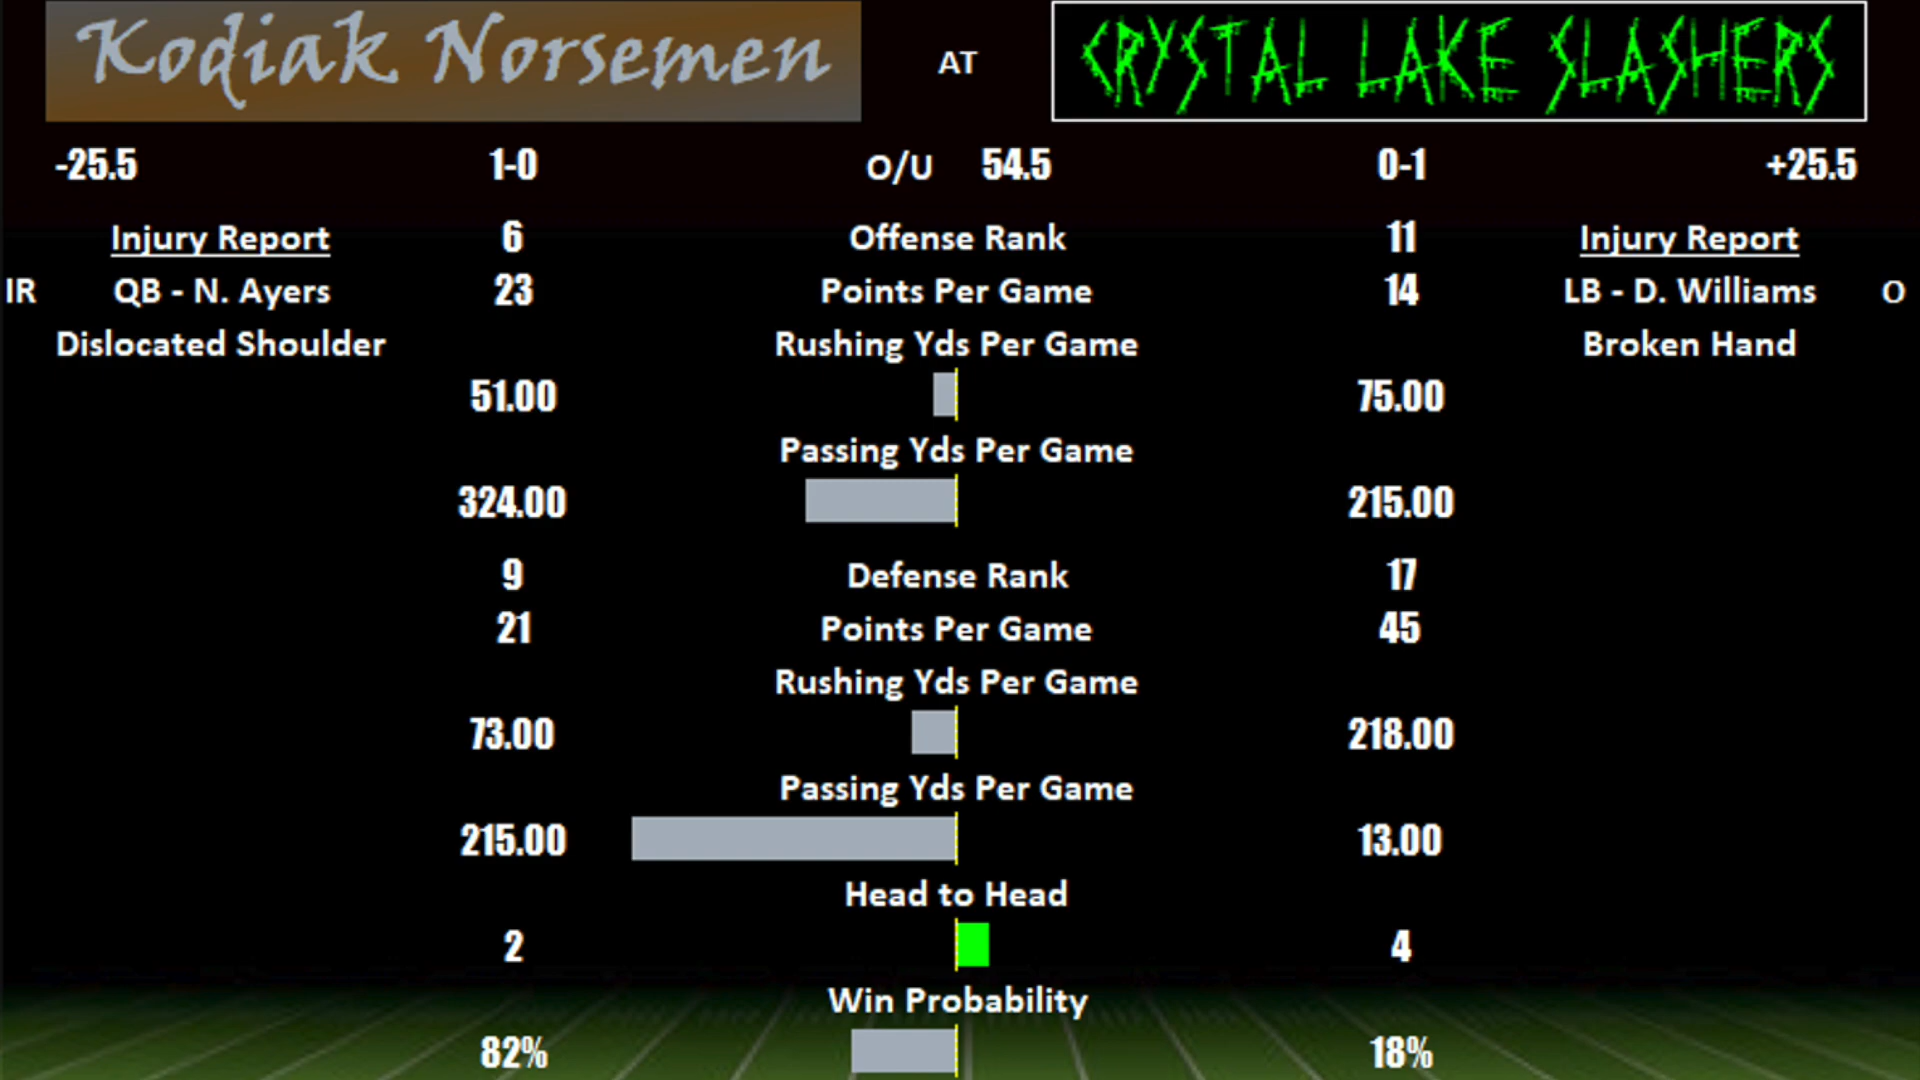 Kodiak Norsemen AT CRYSTAL LAKE SLASHERS
-25.5 1-0 O/U 54.5 0-1 +25.5
Injury Report 6 Offense Rank 11 Injury Report
IR QB - N. Ayers 23 Points Per Game 14 LB - D. Williams O
Dislocated Shoulder Rushing Yds Per Game Broken Hand
51.00 75.00
Passing Yds Per Game
324.00 215.00
9 Defense Rank 17
21 Points Per Game 45
Rushing Yds Per Game
73.00 218.00
Passing Yds Per Game
215.00 13.00
Head to Head
2 4
Win Probability
82% 18%